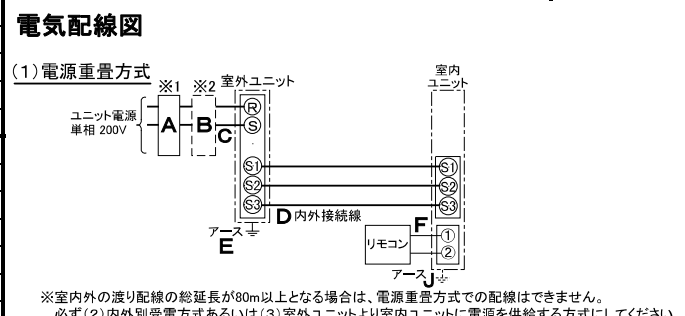 電気配線図
(1)電源重畳方式
※1 ※2 室外ユニット
室内
ユニット
ユニット電源
単相 200V
A B C
R
S
S1 S1
S2 S2
S3 S3
D 内外接続線
アース
E
F
リモコン
① 
②
アース J
※室内外の渡り配線の総延長が80m以上となる場合は、電源重畳方式での配線はできません。
必ず(2)内外別受電方式あるいは(3)室外ユニットより室内ユニットに電源を供給する方式にしてください